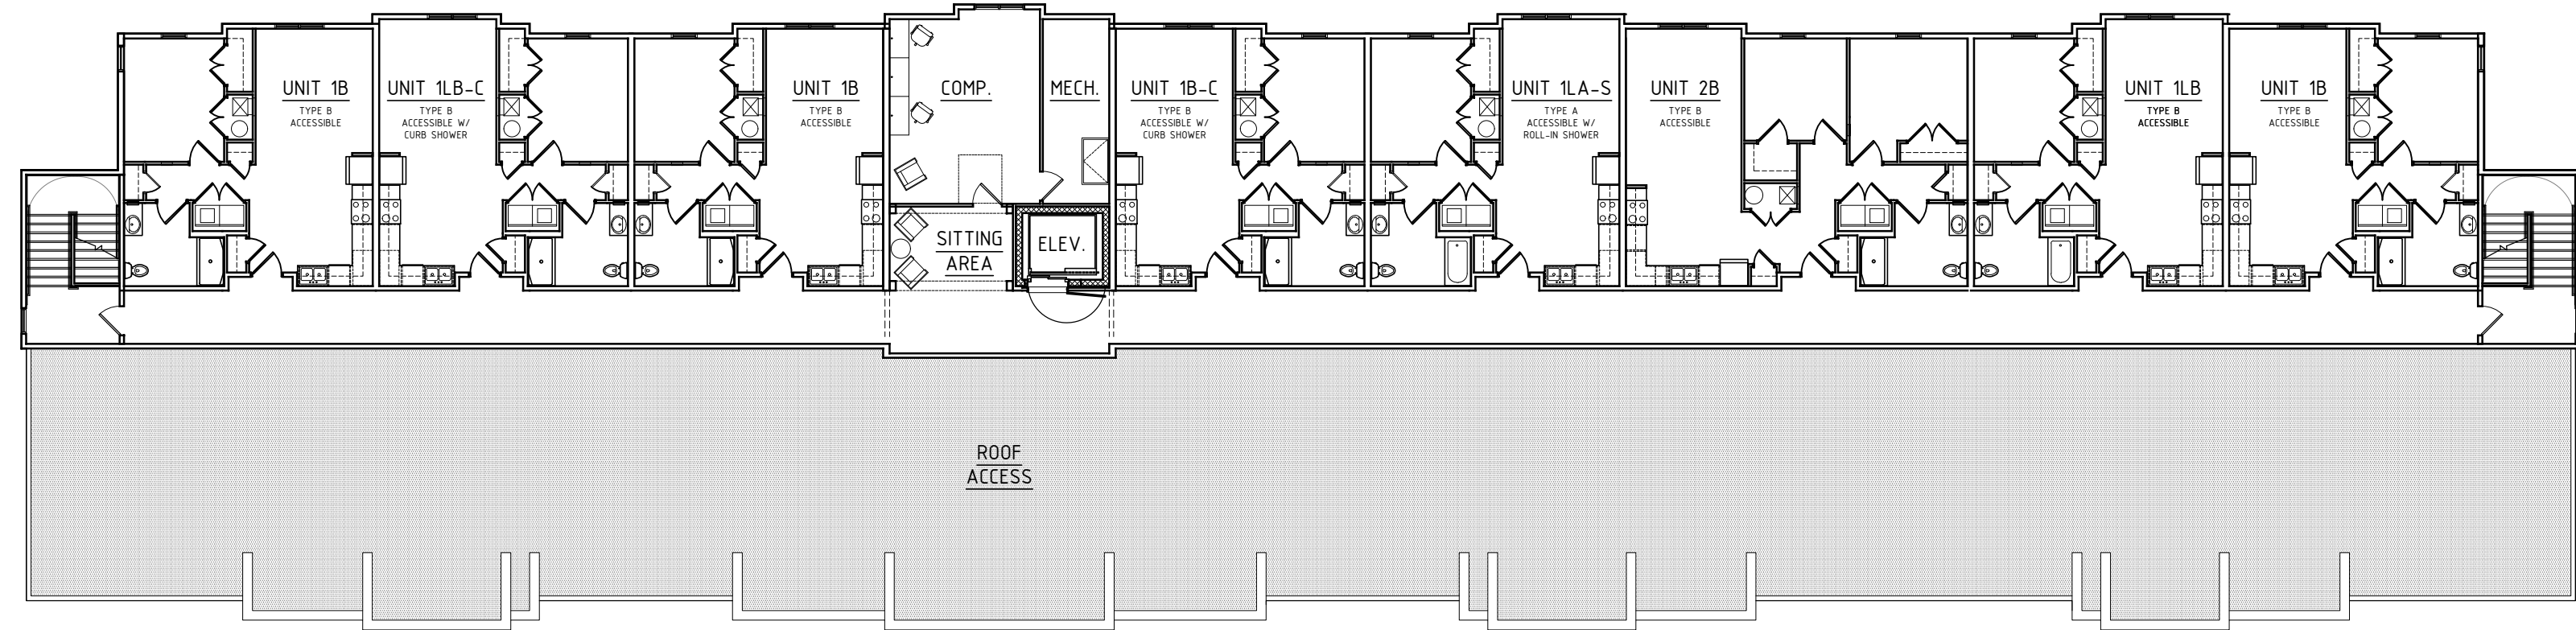 UNIT 1B
TYPE B
ACCESSIBLE
UNIT 1LB-C
TYPE B
ACCESSIBLE W/
CURB SHOWER
UNIT 1B
TYPE B
ACCESSIBLE
COMP.
MECH.
UNIT 1B-C
TYPE B
ACCESSIBLE W/
CURB SHOWER
UNIT 1LA-S
TYPE A
ACCESSIBLE W/
ROLL-IN SHOWER
UNIT 2B
TYPE B
ACCESSIBLE
UNIT 1LB
TYPE B
ACCESSIBLE
UNIT 1B
TYPE B
ACCESSIBLE
SITTING
AREA
ELEV.
ROOF
ACCESS